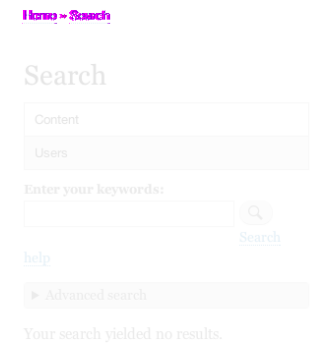 Home » Search
Search
Content
Users
Enter your keywords:
Search
help
Advanced search
Your search yielded no results.